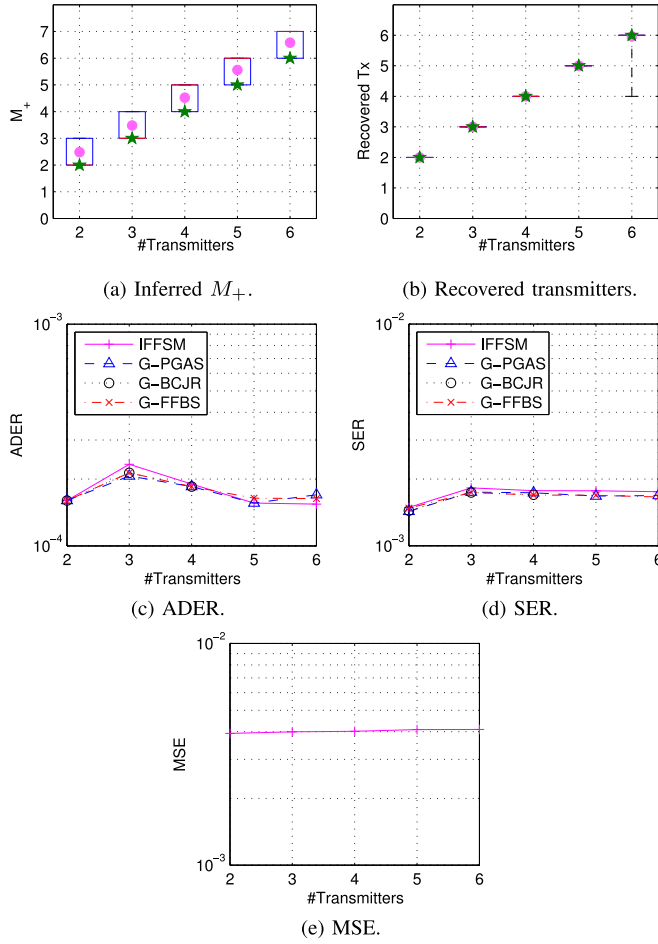 7
6
5
4
3
2
1
0
M+
2 3 4 5 6
#Transmitters
(a) Inferred M+.
6
5
4
3
2
1
0
Recovered Tx
2 3 4 5 6
#Transmitters
(b) Recovered transmitters.
10−3
IFFSM
G−PGAS
G−BCJR
G−FFBS
ADER
10−4
2 3 4 5 6
#Transmitters
(c) ADER.
10−2
IFFSM
G−PGAS
G−BCJR
G−FFBS
SER
10−3
2 3 4 5 6
#Transmitters
(d) SER.
10−2
MSE
10−3
2 3 4 5 6
#Transmitters
(e) MSE.